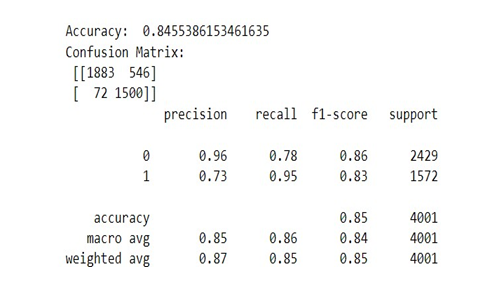 Accuracy:  0.8455386153461635
Confusion Matrix:
[[1883  546]
[  72 1500]]
precision    recall  f1-score   support
0       0.96      0.78      0.86      2429
1       0.73      0.95      0.83      1572
accuracy                           0.85      4001
macro avg       0.85      0.86      0.84      4001
weighted avg       0.87      0.85      0.85      4001